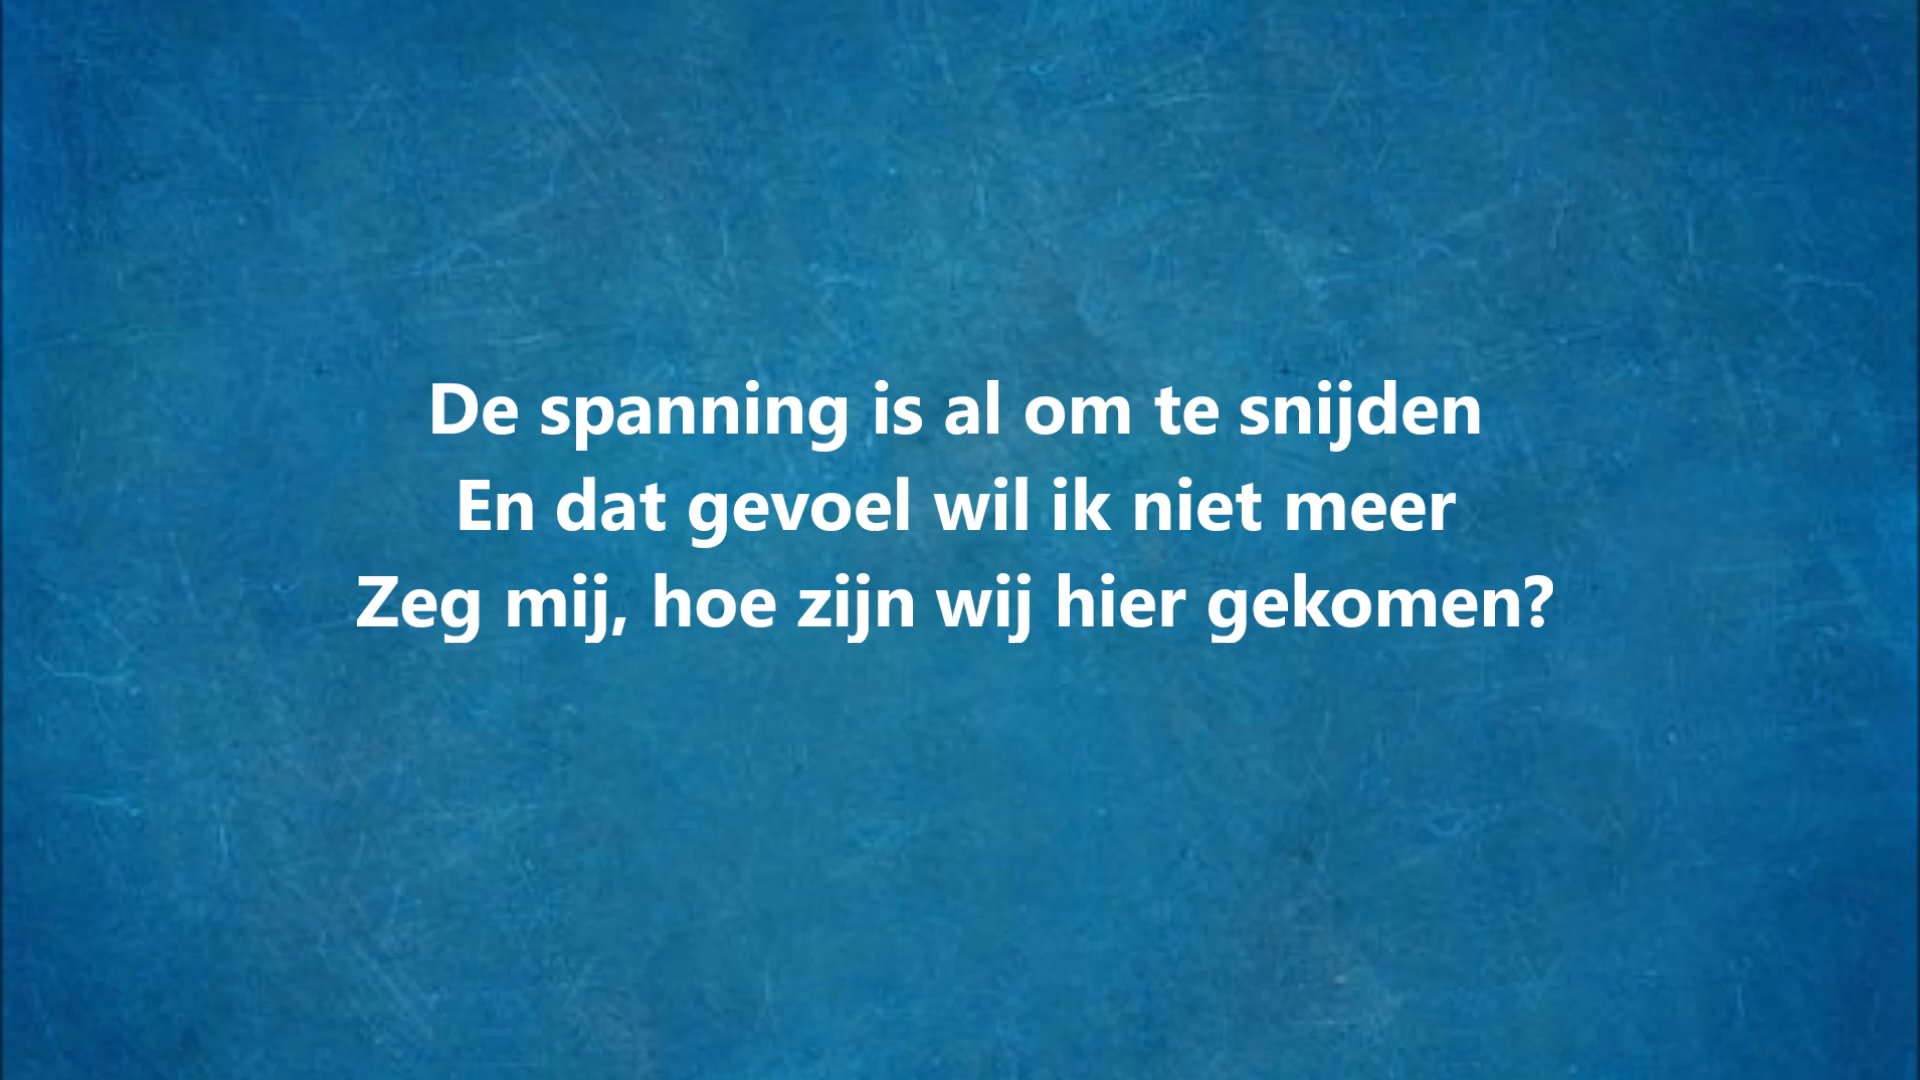 De spanning is al om te snijden
En dat gevoel wil ik niet meer
Zeg mij, hoe zijn wij hier gekomen?